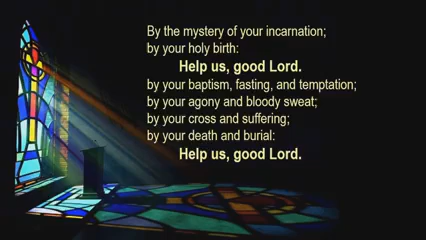 By the mystery of your incarnation;
by your holy birth:
Help us, good Lord.
by your baptism, fasting, and temptation;
by your agony and bloody sweat;
by your cross and suffering;
by your death and burial:
Help us, good Lord.